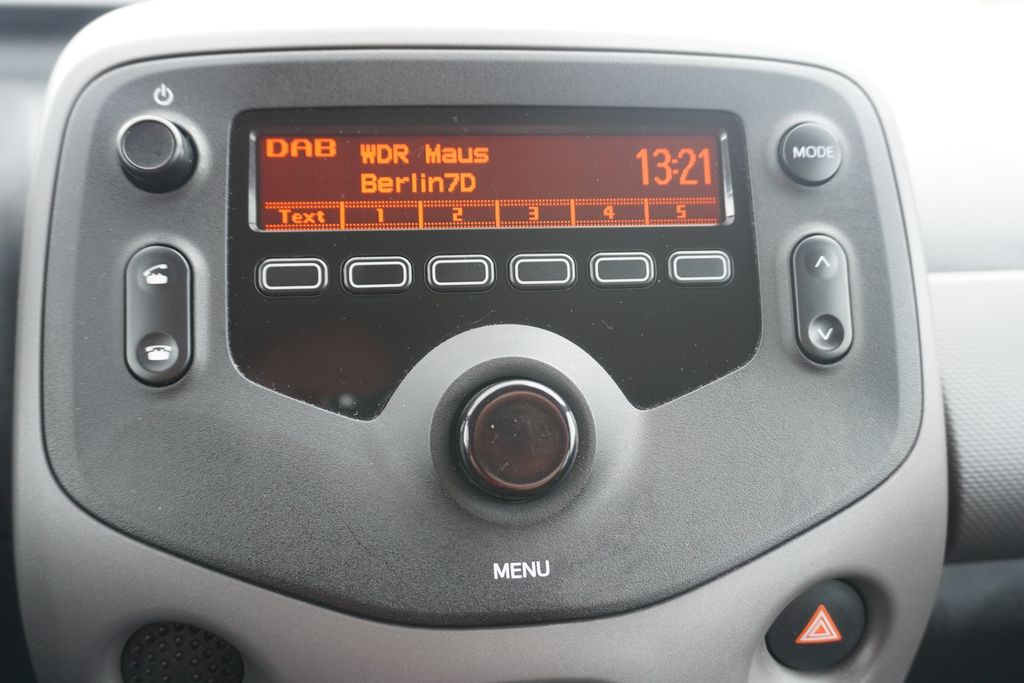 DAB
WDR Maus
13:21
Berlin7D
Text 1 2 3 4 5
MODE
MENU